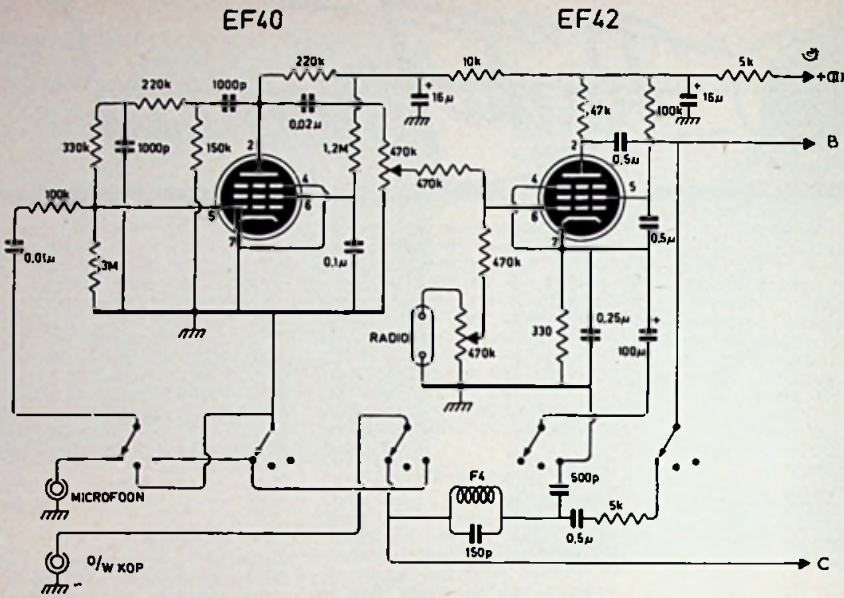 EF40
EF42
220k
10k
5k
+(II)
220k
1000p
0,02µ
16µ
47k
100k
16µ
330k
1000p
150k
2
1,2M
470k
2
0,5µ
B
4
4
5
100k
470k
5
6
6
7
7
0,01µ
3M
0,1µ
470k
0,5µ
RADIO
330
0,25µ
470k
100µ
F4
500p
MICROFOON
5k
150p
0,5µ
O/W KOP
C